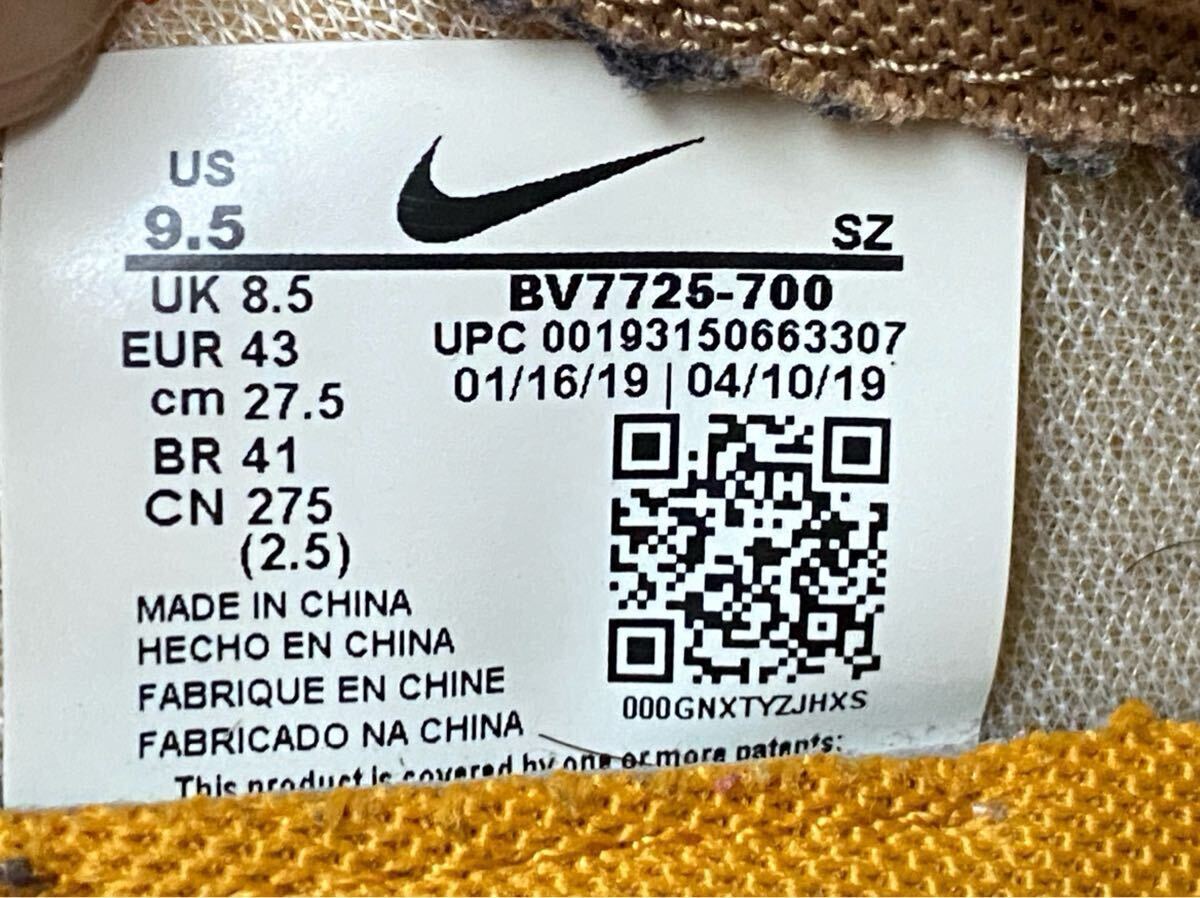 US
9.5
SZ
UK 8.5
EUR 43
cm 27.5
BR 41
CN 275
(2.5)
BV7725-700
UPC 00193150663307
01/16/19 | 04/10/19
000GNXTYZJHXS
MADE IN CHINA
HECHO EN CHINA
FABRIQUE EN CHINE
FABRICADO NA CHINA
This product is covered by one or more patents: